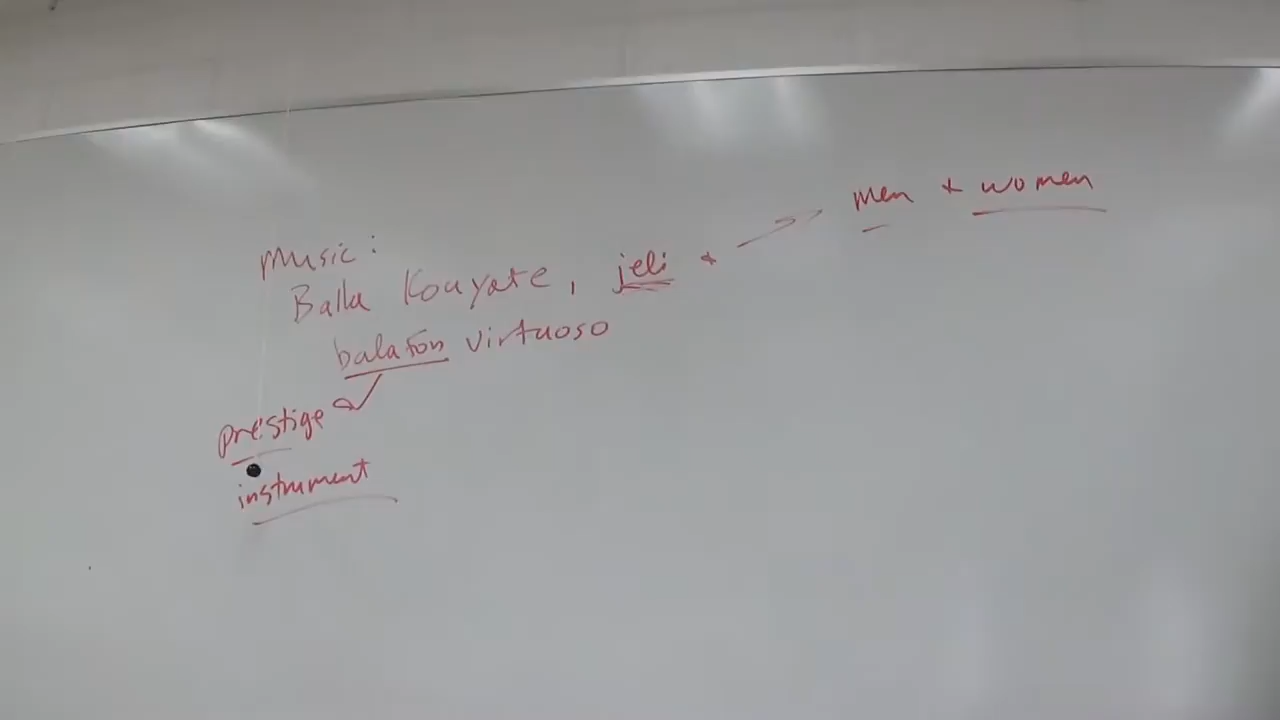 men + women
Music:
Balla Kouyate, jeli +
balafon virtuoso
prestige
instrument